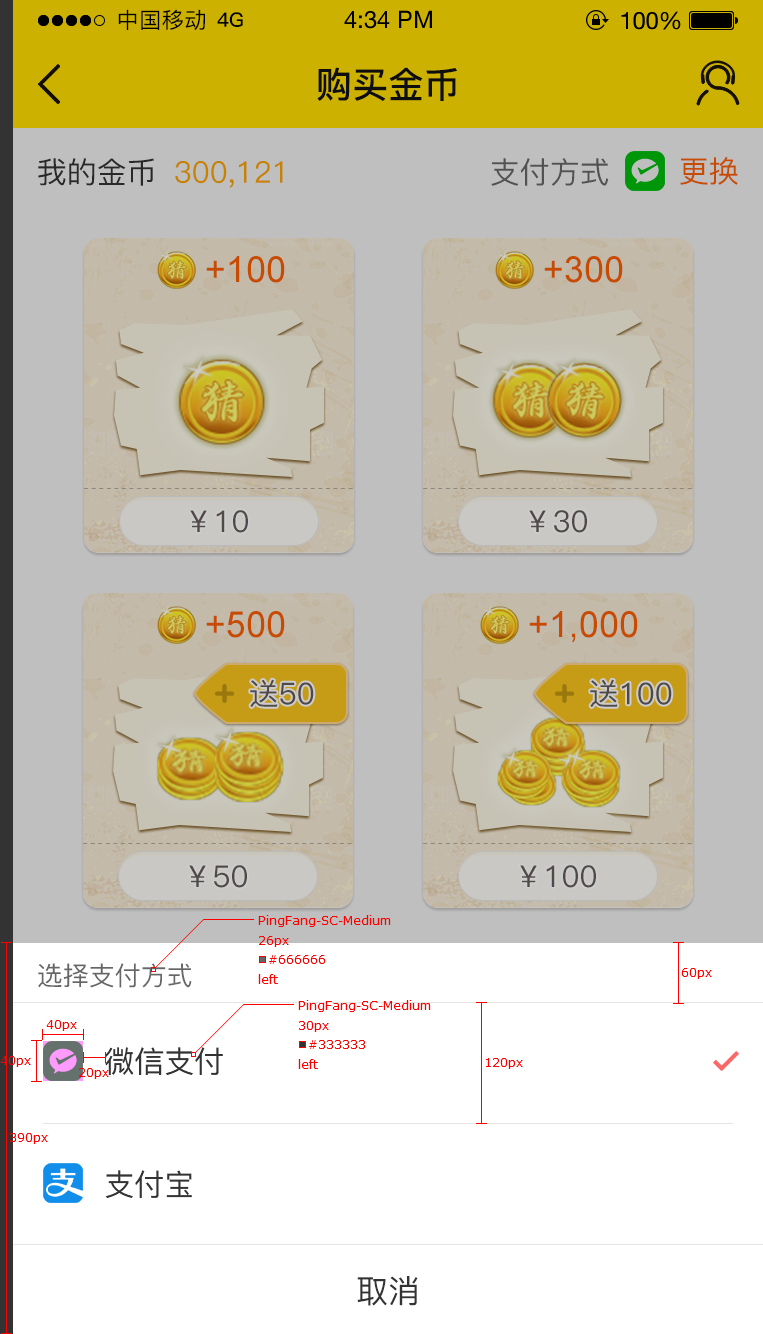 中国移动 4G 4:34 PM 100%
购买金币
我的金币 300,121 支付方式 更换
猜 +100 猜 +300
猜 猜 猜
¥10 ¥30
猜 +500 猜 +1,000
+ 送50 + 送100
猜 猜 猜 猜 猜
¥50 ¥100
PingFang-SC-Medium
26px
#666666
left
选择支付方式
60px
PingFang-SC-Medium
30px
#333333
left
40px
40px
20px
微信支付
120px
390px
支 支付宝
取消